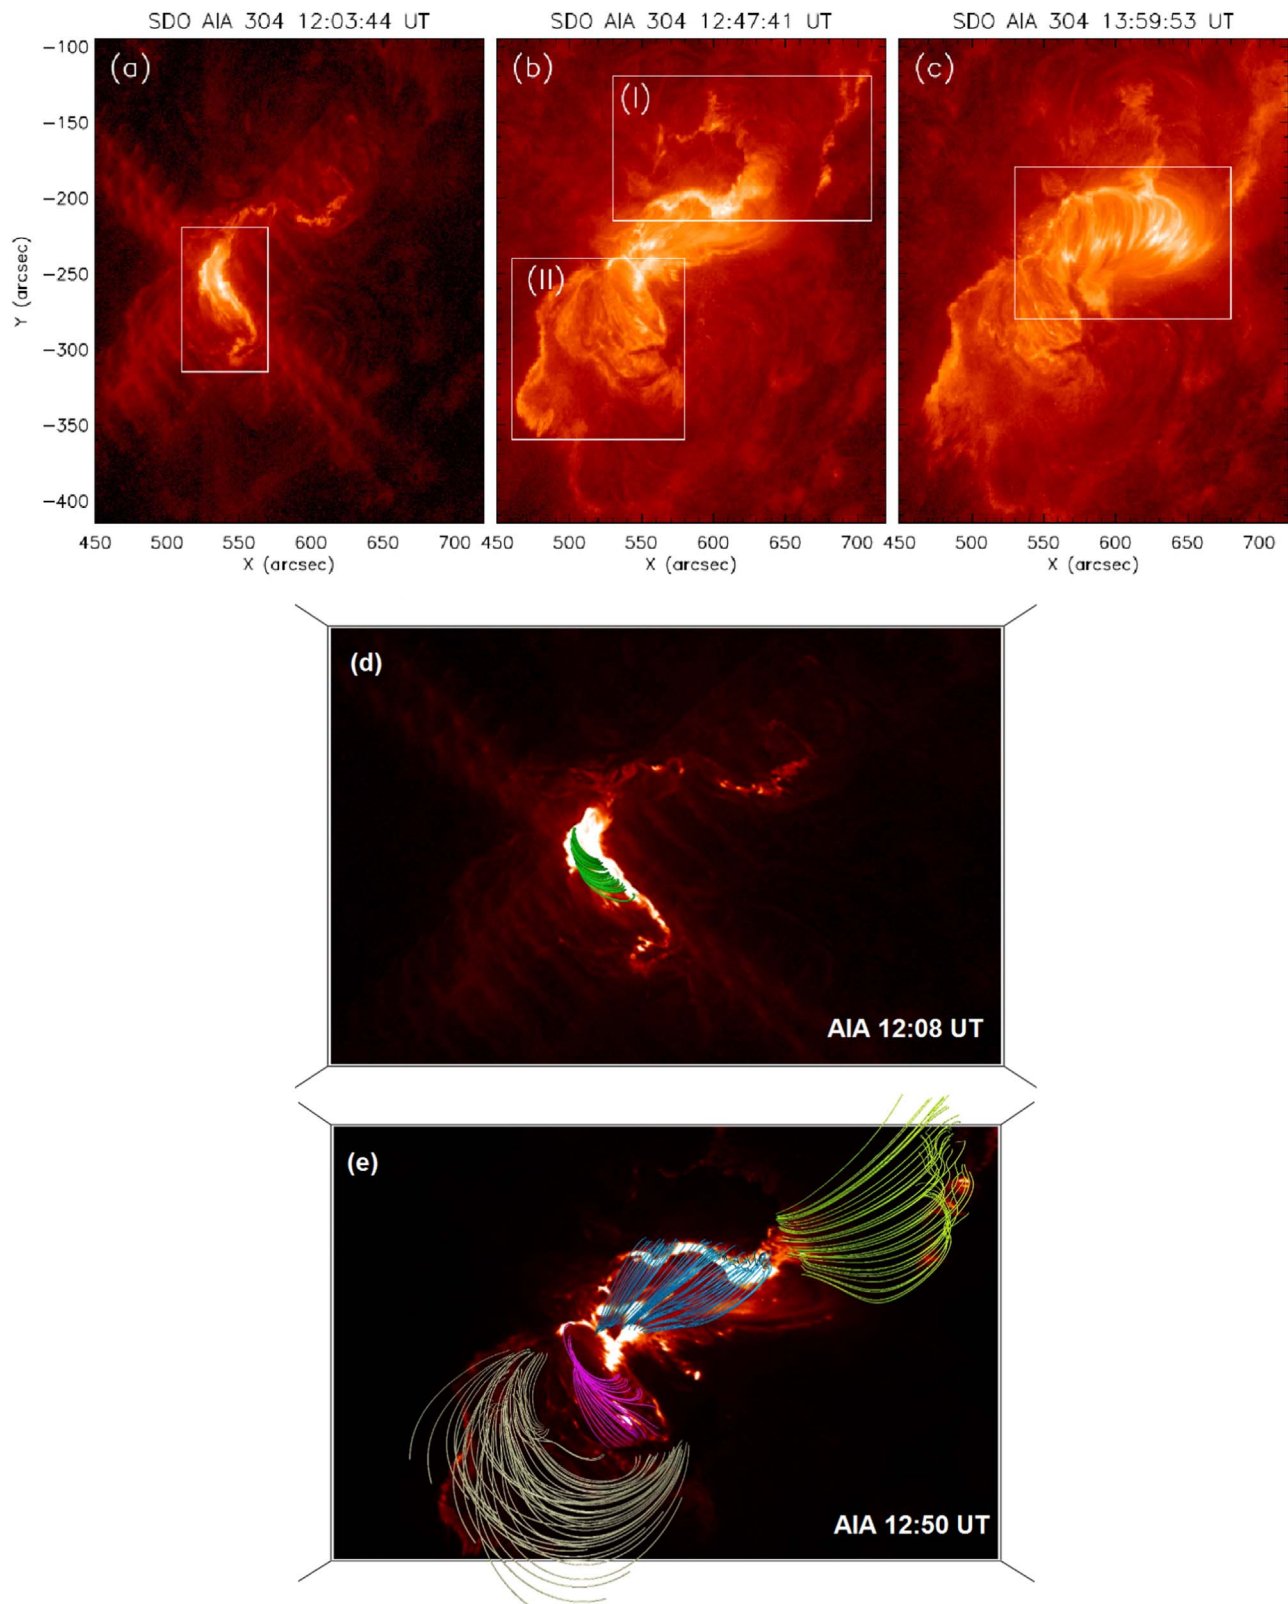 SDO AIA 304 12:03:44 UT
SDO AIA 304 12:47:41 UT
SDO AIA 304 13:59:53 UT
(a)
(b)
(c)
(I)
(II)
−100
−150
−200
−250
−300
−350
−400
Y (arcsec)
450 500 550 600 650 700
450 500 550 600 650 700
450 500 550 600 650 700
X (arcsec)
X (arcsec)
X (arcsec)
(d)
AIA 12:08 UT
(e)
AIA 12:50 UT